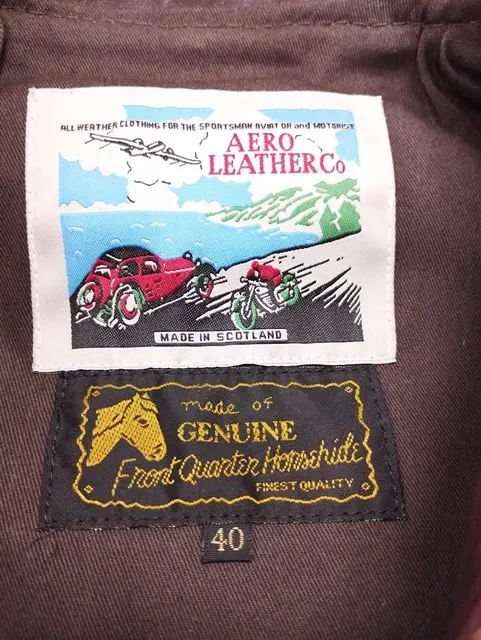 ALL WEATHER CLOTHING FOR THE SPORTSMAN AVIATOR and MOTORIST
AERO
LEATHER Co
MADE IN SCOTLAND
made of
GENUINE
Front Quarter Horsehide
FINEST QUALITY
40